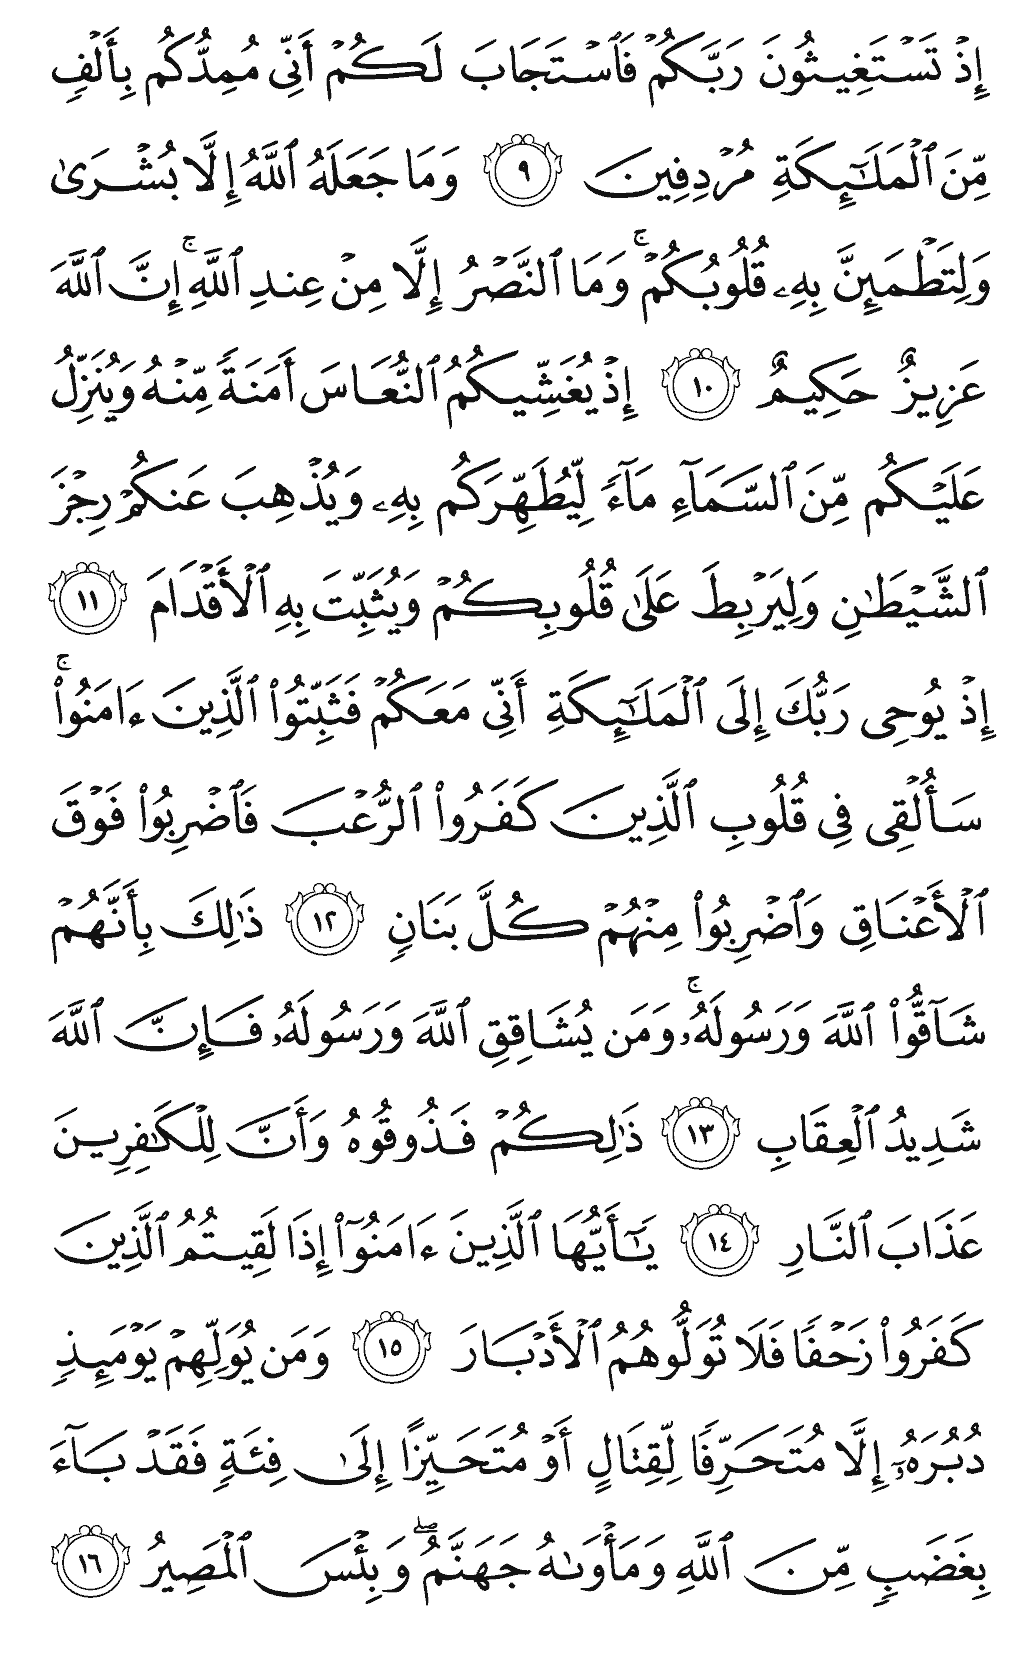 إِذْ تَسْتَغِيثُونَ رَبَّكُمْ فَٱسْتَجَابَ لَكُمْ أَنِّى مُمِدُّكُم بِأَلْفٍ
مِّنَ ٱلْمَلَـٰٓئِكَةِ مُرْدِفِينَ ٩ وَمَا جَعَلَهُ ٱللَّهُ إِلَّا بُشْرَىٰ
وَلِتَطْمَئِنَّ بِهِۦ قُلُوبُكُمْ ۚ وَمَا ٱلنَّصْرُ إِلَّا مِنْ عِندِ ٱللَّهِ ۚ إِنَّ ٱللَّهَ
عَزِيزٌ حَكِيمٌ ١٠ إِذْ يُغَشِّيكُمُ ٱلنُّعَاسَ أَمَنَةً مِّنْهُ وَيُنَزِّلُ
عَلَيْكُم مِّنَ ٱلسَّمَآءِ مَآءً لِّيُطَهِّرَكُم بِهِۦ وَيُذْهِبَ عَنكُمْ رِجْزَ
ٱلشَّيْطَـٰنِ وَلِيَرْبِطَ عَلَىٰ قُلُوبِكُمْ وَيُثَبِّتَ بِهِ ٱلْأَقْدَامَ ١١
إِذْ يُوحِى رَبُّكَ إِلَى ٱلْمَلَـٰٓئِكَةِ أَنِّى مَعَكُمْ فَثَبِّتُوا۟ ٱلَّذِينَ ءَامَنُوا۟ ۚ
سَأُلْقِى فِى قُلُوبِ ٱلَّذِينَ كَفَرُوا۟ ٱلرُّعْبَ فَٱضْرِبُوا۟ فَوْقَ
ٱلْأَعْنَاقِ وَٱضْرِبُوا۟ مِنْهُمْ كُلَّ بَنَانٍ ١٢ ذَٰلِكَ بِأَنَّهُمْ
شَآقُّوا۟ ٱللَّهَ وَرَسُولَهُۥ ۚ وَمَن يُشَاقِقِ ٱللَّهَ وَرَسُولَهُۥ فَإِنَّ ٱللَّهَ
شَدِيدُ ٱلْعِقَابِ ١٣ ذَٰلِكُمْ فَذُوقُوهُ وَأَنَّ لِلْكَـٰفِرِينَ
عَذَابَ ٱلنَّارِ ١٤ يَـٰٓأَيُّهَا ٱلَّذِينَ ءَامَنُوٓا۟ إِذَا لَقِيتُمُ ٱلَّذِينَ
كَفَرُوا۟ زَحْفًا فَلَا تُوَلُّوهُمُ ٱلْأَدْبَارَ ١٥ وَمَن يُوَلِّهِمْ يَوْمَئِذٍ
دُبُرَهُۥٓ إِلَّا مُتَحَرِّفًا لِّقِتَالٍ أَوْ مُتَحَيِّزًا إِلَىٰ فِئَةٍ فَقَدْ بَآءَ
بِغَضَبٍ مِّنَ ٱللَّهِ وَمَأْوَىٰهُ جَهَنَّمُ ۖ وَبِئْسَ ٱلْمَصِيرُ ١٦